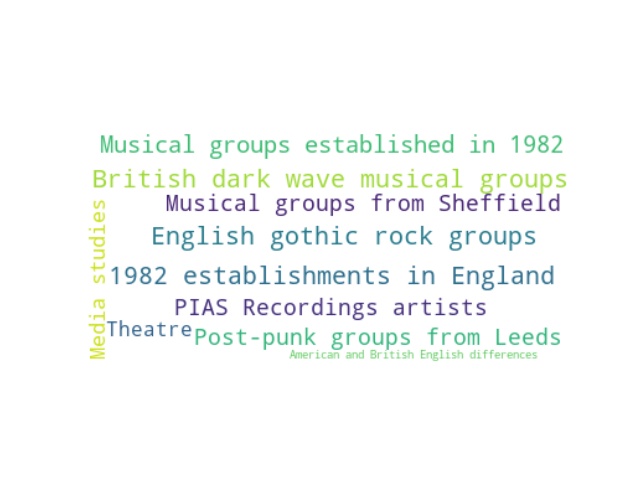 Musical groups established in 1982
British dark wave musical groups
Musical groups from Sheffield
English gothic rock groups
1982 establishments in England
PIAS Recordings artists
Media studies
Theatre
Post-punk groups from Leeds
American and British English differences